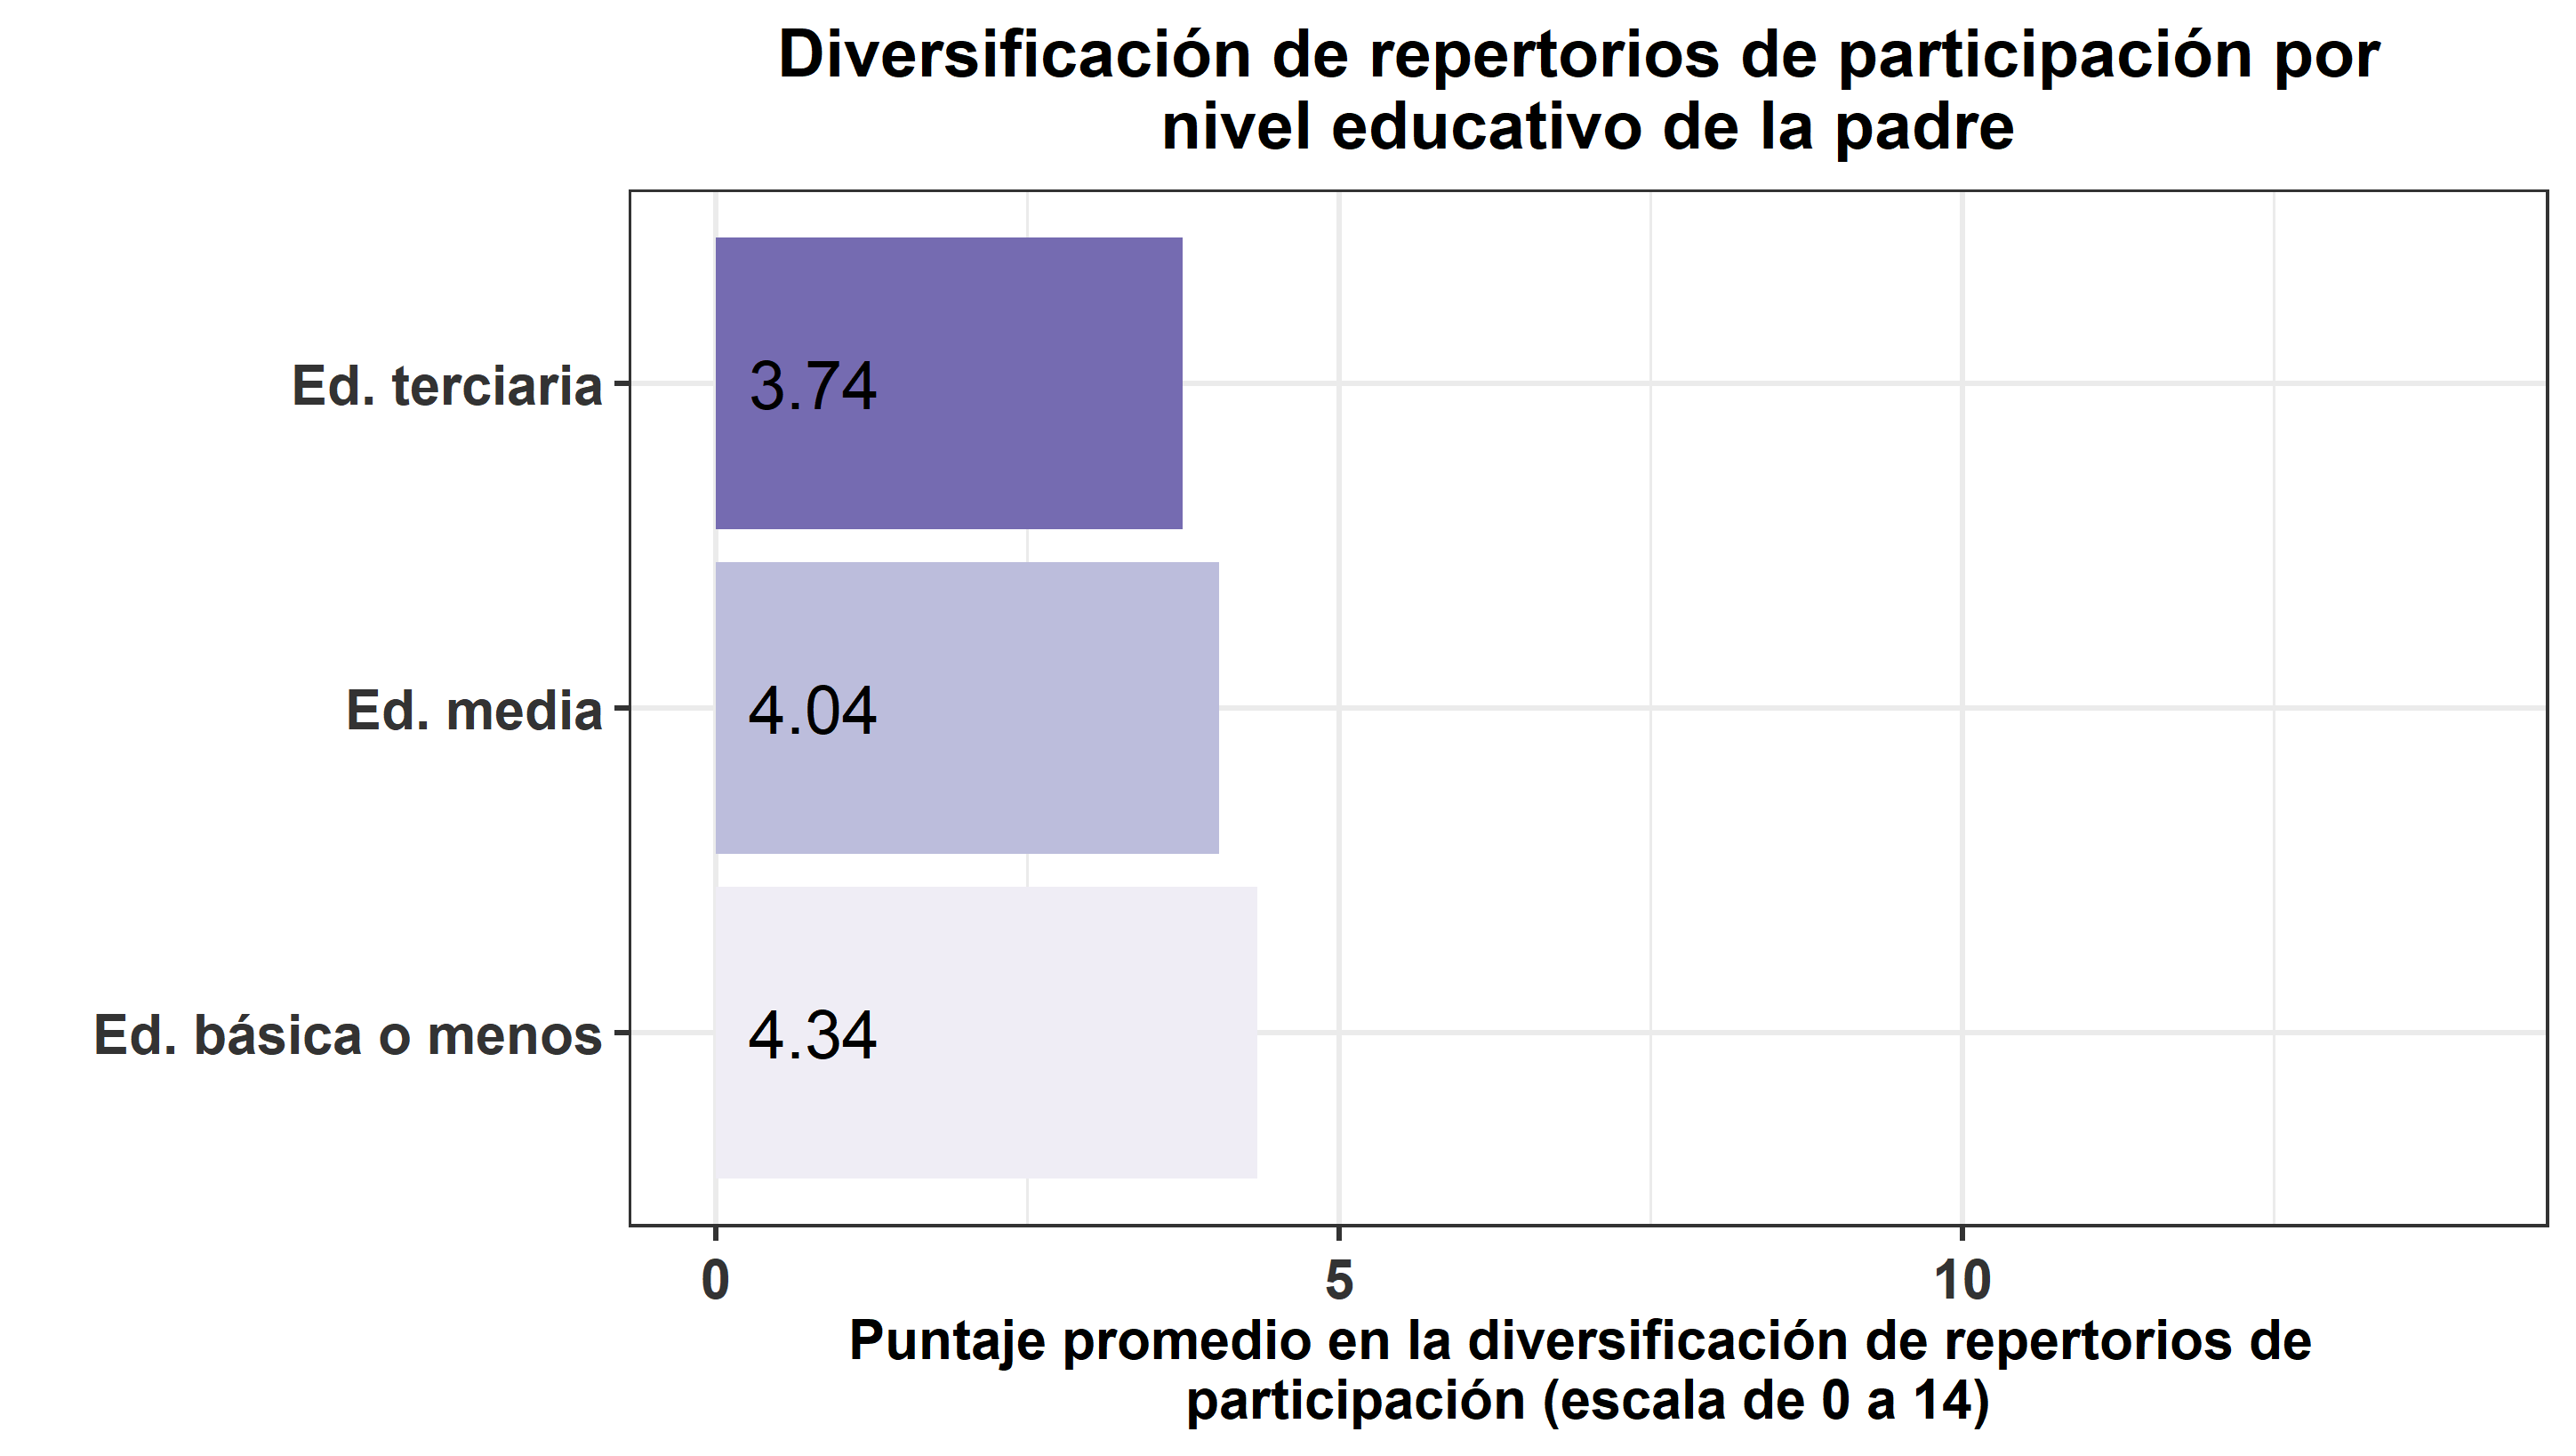 Diversificación de repertorios de participación por
nivel educativo de la padre
Ed. terciaria
3.74
Ed. media
4.04
Ed. básica o menos
4.34
0
5
10
Puntaje promedio en la diversificación de repertorios de
participación (escala de 0 a 14)